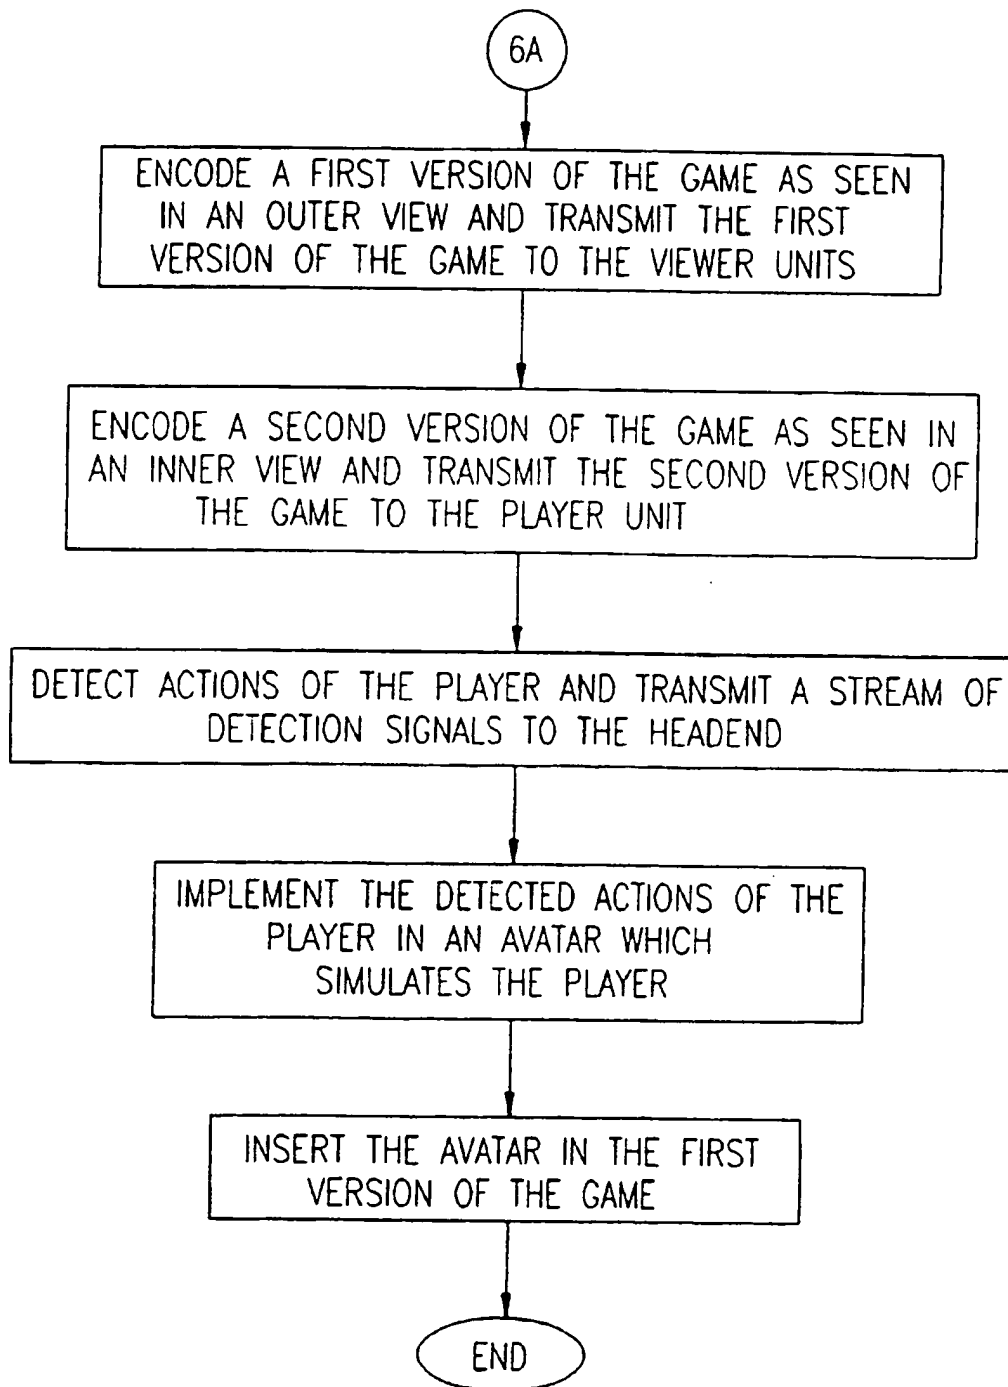 6A
ENCODE A FIRST VERSION OF THE GAME AS SEEN
IN AN OUTER VIEW AND TRANSMIT THE FIRST
VERSION OF THE GAME TO THE VIEWER UNITS
ENCODE A SECOND VERSION OF THE GAME AS SEEN IN
AN INNER VIEW AND TRANSMIT THE SECOND VERSION OF
THE GAME TO THE PLAYER UNIT
DETECT ACTIONS OF THE PLAYER AND TRANSMIT A STREAM OF
DETECTION SIGNALS TO THE HEADEND
IMPLEMENT THE DETECTED ACTIONS OF THE
PLAYER IN AN AVATAR WHICH
SIMULATES THE PLAYER
INSERT THE AVATAR IN THE FIRST
VERSION OF THE GAME
END